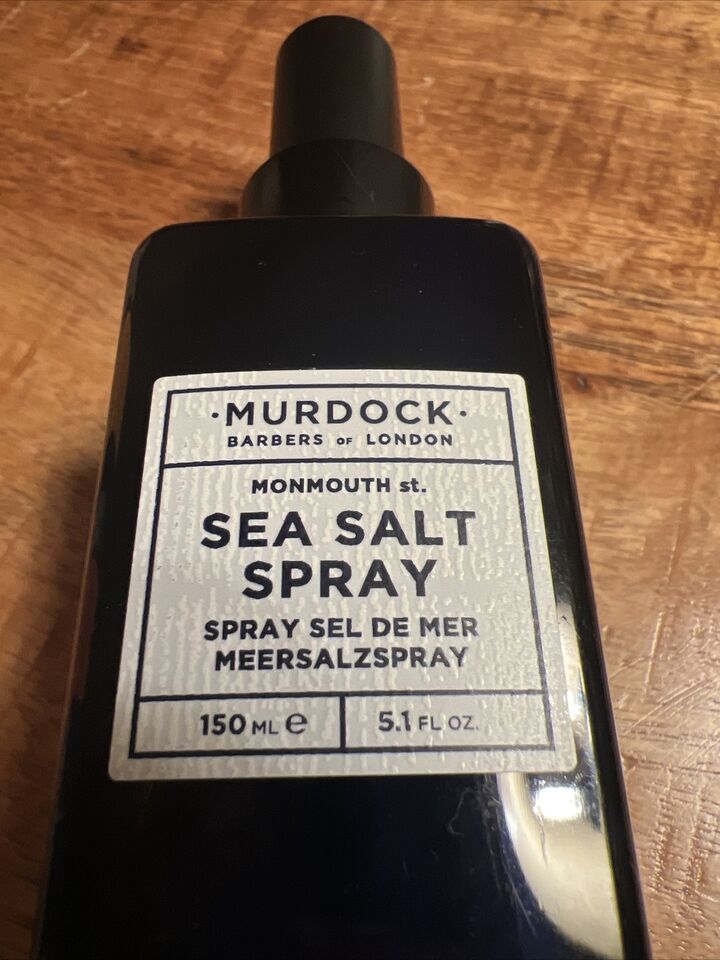 ·MURDOCK·
BARBERS OF LONDON
MONMOUTH st.
SEA SALT
SPRAY
SPRAY SEL DE MER
MEERSALZSPRAY
150 ML ℮
5.1 FL OZ.